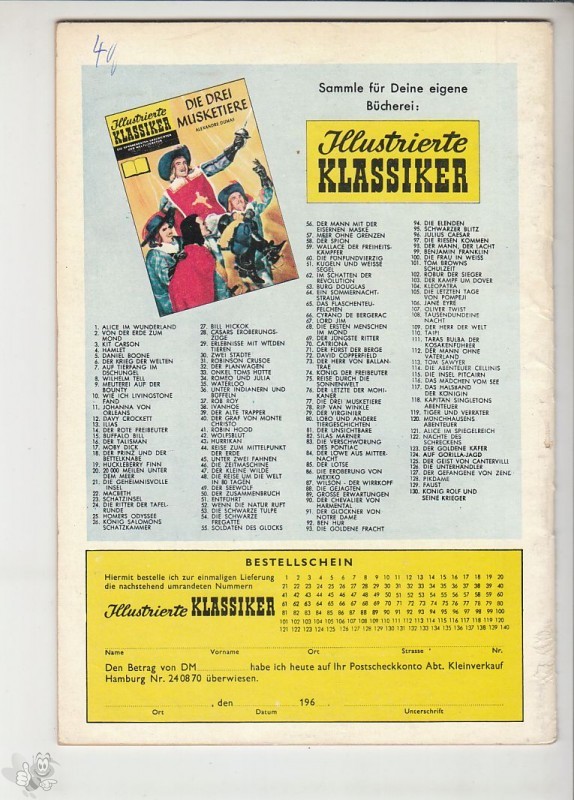 40
Illustrierte
KLASSIKER
DIE DREI
MUSKETIERE
ALEXANDRE DUMAS
Sammle für Deine eigene
Bücherei:
Illustrierte
KLASSIKER
1. ALICE IM WUNDERLAND
2. VON DER ERDE ZUM
MOND
3. KIT CARSON
4. HAMLET
5. DANIEL BOONE
6. DER KRIEG DER WELTEN
7. AUF TIERFANG IM
DSCHUNGEL
8. WILHELM TELL
9. MEUTEREI AUF DER
BOUNTY
10. WIE ICH LIVINGSTONE
FAND
11. JOHANNA VON
ORLEANS
12. DAVY CROCKETT
13. ILIAS
14. DER ROTE FREIBEUTER
15. BUFFALO BILL
16. DER TALISMAN
17. MOBY DICK
18. DER PRINZ UND DER
BETTELKNABE
19. HUCKLEBERRY FINN
20. 20 000 MEILEN UNTER
DEM MEER
21. DIE GEHEIMNISVOLLE
INSEL
22. MACBETH
23. SCHATZINSEL
24. DIE RITTER DER TAFEL-
RUNDE
25. HOMERS ODYSSEE
26. KÖNIG SALOMONS
SCHATZKAMMER
27. BILL HICKOK
28. CÄSARS EROBERUNGS-
ZÜGE
29. ERLEBNISSE MIT WILDEN
TIEREN
30. ZWEI STÄDTE
31. ROBINSON CRUSOE
32. DER PLANWAGEN
33. ONKEL TOMS HÜTTE
34. ROMEO UND JULIA
35. WATERLOO
36. UNTER INDIANERN UND
BÜFFELN
37. ROB ROY
38. IVANHOE
39. DER ALTE TRAPPER
40. DER GRAF VON MONTE
CHRISTO
41. ROBIN HOOD
42. WOLFSBLUT
43. HURRIKAN
44. REISE ZUM MITTELPUNKT
DER ERDE
45. UNTER ZWEI FAHNEN
46. DIE ZEITMASCHINE
47. DER KLEINE WILDE
48. DIE REISE UM DIE WELT
IN 80 TAGEN
49. DER SEEWOLF
50. DER ZUSAMMENBRUCH
51. ENTFÜHRT
52. WENN DIE NATUR RUFT
53. DIE SCHWARZE TULPE
54. DIE SCHWARZE
FREGATTE
55. SOLDATEN DES GLÜCKS
56. DER MANN MIT DER
EISERNEN MASKE
57. MEER OHNE GRENZEN
58. DER SPION
59. WALLACE DER FREIHEITS-
KÄMPFER
60. DIE FÜNFUNDVIERZIG
61. KUGELN UND WEISSE
SEGEL
62. IM SCHATTEN DER
REVOLUTION
63. BURG DOUGLAS
64. EIN SOMMERNACHTS-
TRAUM
65. DAS FLASCHENTEUFEL-
CHEN
66. CYRANO DE BERGERAC
67. LORD JIM
68. DIE ERSTEN MENSCHEN
IM MOND
69. DER JÜNGSTE RITTER
70. CATRIONA
71. DER FÜRST DER BERGE
72. DAVID COPPERFIELD
73. DER HERR VON BALLAN-
TRAE
74. KÖNIG DER FREIBEUTER
75. REISE DURCH DIE
SONNENWELT
76. DER LETZTE DER MOHI-
KANER
77. DIE DREI MUSKETIERE
78. RIP VAN WINKLE
79. DER VIRGINIER
80. LOBO UND ANDERE
TIERGESCHICHTEN
81. DER UNSICHTBARE
82. SILAS MARNER
83. DIE VERSCHWÖRUNG
DES PONTIAC
84. DER LÖWE AUS MITTER-
NACHT
85. DER LOTSE
86. DIE EROBERUNG VON
MEXIKO
87. WILSON - DER WIRRKOPF
88. DIE GEJAGTEN
89. GROSSE ERWARTUNGEN
90. DER CHEVALIER VON
HARMENTAL
91. DER GLÖCKNER VON
NOTRE DAME
92. BEN HUR
93. DIE GOLDENE FRACHT
94. DIE ELENDEN
95. SCHWARZER BLITZ
96. JULIUS CAESAR
97. DIE RIESEN KOMMEN
98. DER MANN, DER LACHT
99. BENJAMIN FRANKLIN
100. DIE FRAU IN WEISS
101. TOM BROWNS
SCHULZEIT
102. ROBUR DER SIEGER
103. DER KAMPF UM DOVER
104. KLEOPATRA
105. DIE LETZTEN TAGE
VON POMPEJI
106. JANE EYRE
107. OLIVER TWIST
108. TAUSENDUNDEINE
NACHT
109. DER HERR DER WELT
110. TAIPI
111. TARAS BULBA DER
KOSAKENFÜHRER
112. DER MANN OHNE
VATERLAND
113. TOM SAWYER
114. DIE ABENTEUER CELLINIS
115. DIE INSEL PITCAIRN
116. DAS MÄDCHEN VOM SEE
117. DAS HALSBAND
DER KÖNIGIN
118. KAPITÄN SINGLETONS
ABENTEUER
119. TIGER UND VERRÄTER
120. MÜNCHHAUSENS
ABENTEUER
121. ALICE IM SPIEGELREICH
122. NÄCHTE DES
SCHRECKENS
123. DER GOLDENE KÄFER
124. AUF GORILLA-JAGD
125. DER GEIST VON CANTERVILLE
126. DIE UNTERHÄNDLER
127. DER GEFANGENE VON ZENDA
128. PIKDAME
129. FAUST
130. KÖNIG ROLF UND
SEINE KRIEGER
BESTELLSCHEIN
Hiermit bestelle ich zur einmaligen Lieferung
die nachstehend umrandeten Nummern
Illustrierte KLASSIKER
1 2 3 4 5 6 7 8 9 10 11 12 13 14 15 16 17 18 19 20
21 22 23 24 25 26 27 28 29 30 31 32 33 34 35 36 37 38 39 40
41 42 43 44 45 46 47 48 49 50 51 52 53 54 55 56 57 58 59 60
61 62 63 64 65 66 67 68 69 70 71 72 73 74 75 76 77 78 79 80
81 82 83 84 85 86 87 88 89 90 91 92 93 94 95 96 97 98 99 100
101 102 103 104 105 106 107 108 109 110 111 112 113 114 115 116 117 118 119 120
121 122 123 124 125 126 127 128 129 130 131 132 133 134 135 136 137 138 139 140
Name Vorname Ort Strasse Nr.
Den Betrag von DM habe ich heute auf Ihr Postscheckkonto Abt. Kleinverkauf
Hamburg Nr. 240870 überwiesen.
, den 196
Ort Datum Unterschrift